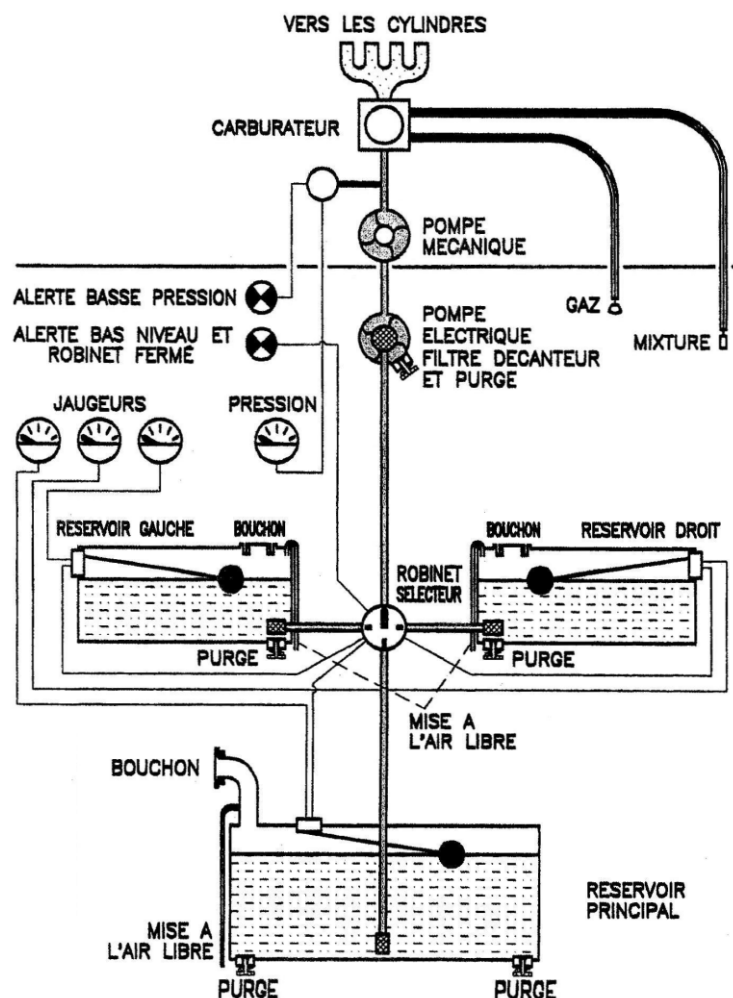 VERS LES CYLINDRES
CARBURATEUR
POMPE
MECANIQUE
ALERTE BASSE PRESSION
ALERTE BAS NIVEAU ET
ROBINET FERMÉ
POMPE
ELECTRIQUE
FILTRE DECANTEUR
ET PURGE
GAZ
MIXTURE
JAUGEURS
PRESSION
RESERVOIR GAUCHE
BOUCHON
BOUCHON
RESERVOIR DROIT
ROBINET
SELECTEUR
PURGE
PURGE
MISE A
L'AIR LIBRE
BOUCHON
RESERVOIR
PRINCIPAL
MISE A
L'AIR LIBRE
PURGE
PURGE